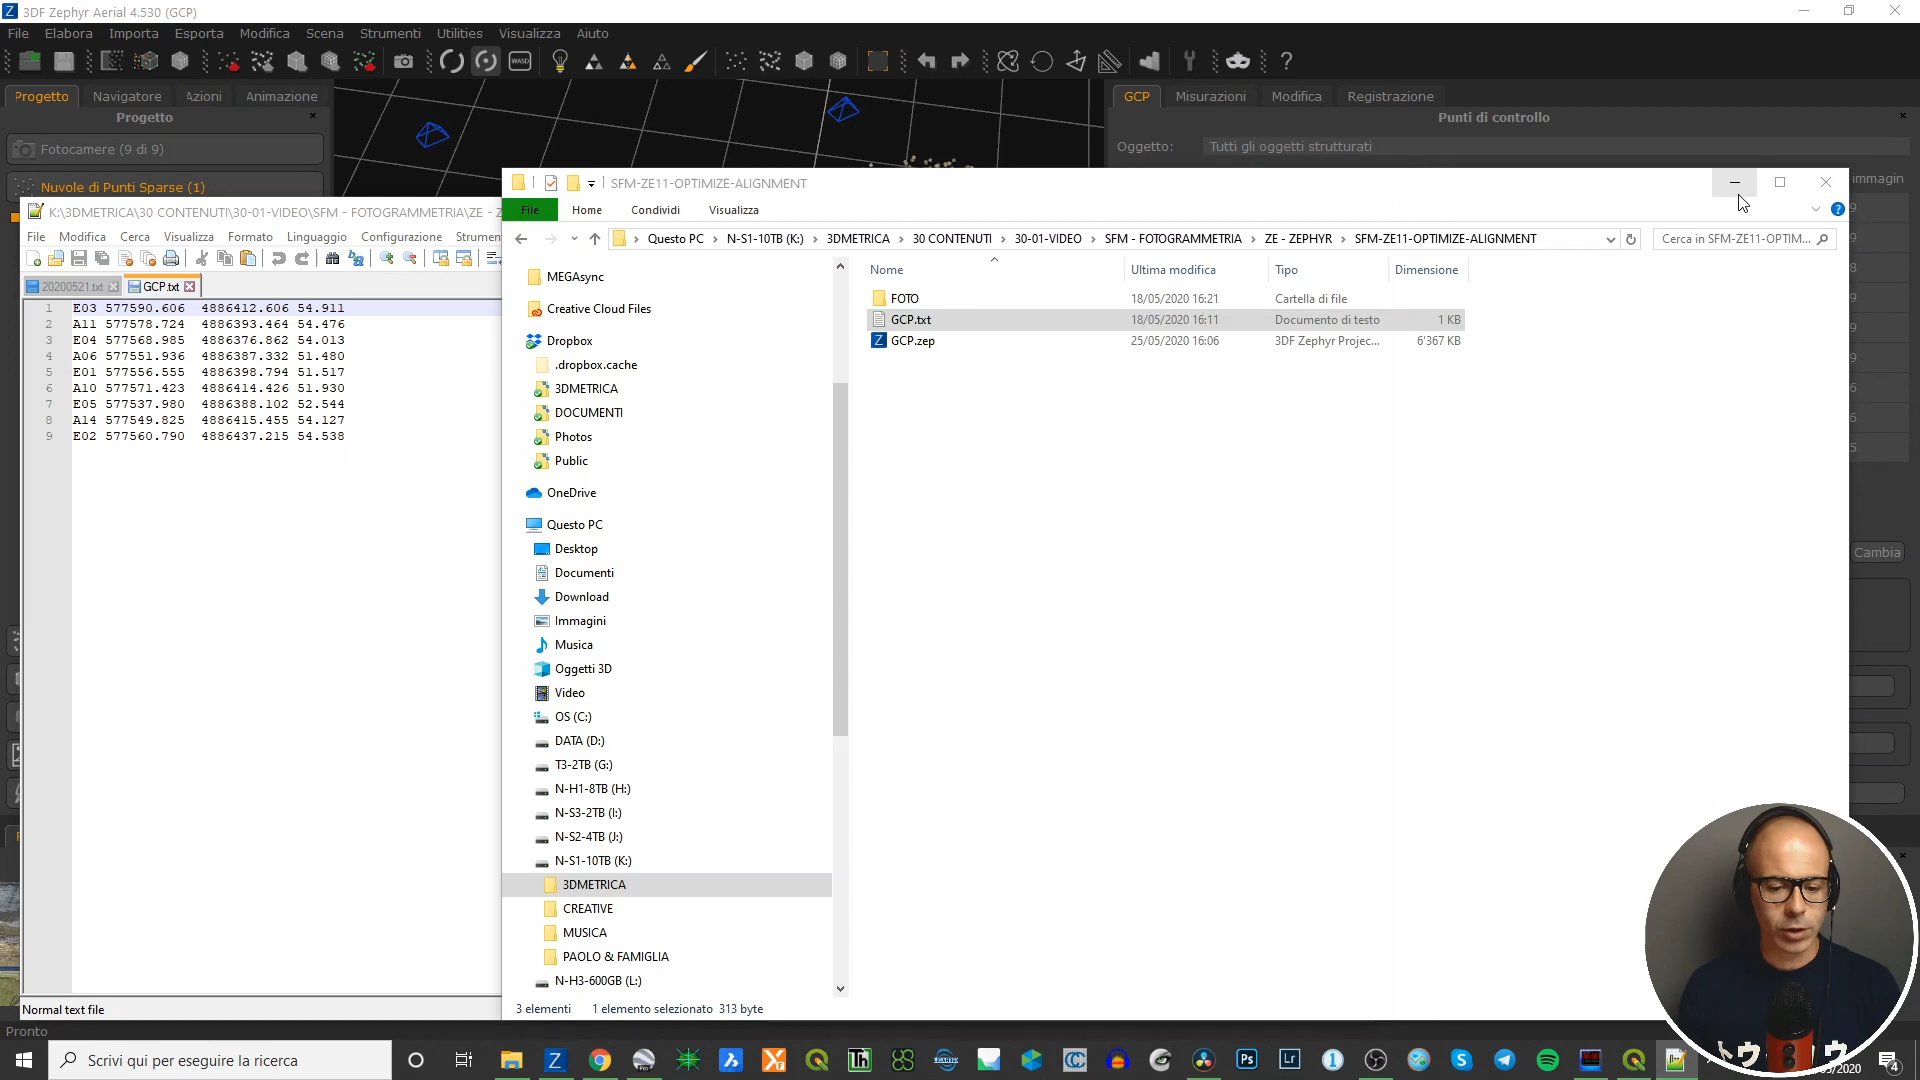 3DF Zephyr Aerial 4.530 (GCP)
File Elabora Importa Esporta Modifica Scena Strumenti Utilities Visualizza Aiuto
WASD
Progetto Navigatore Azioni Animazione
Progetto
Fotocamere (9 di 9)
Nuvole di Punti Sparse (1)
GCP Misurazioni Modifica Registrazione
Punti di controllo
Oggetto: Tutti gli oggetti strutturati
immagin
Cambia
K:\3DMETRICA\30 CONTENUTI\30-01-VIDEO\SFM - FOTOGRAMMETRIA\ZE - Z
File Modifica Cerca Visualizza Formato Linguaggio Configurazione Strumen
20200521.txt GCP.txt
1 E03 577590.606 4886412.606 54.911
2 A11 577578.724 4886393.464 54.476
3 E04 577568.985 4886376.862 54.013
4 A06 577551.936 4886387.332 51.480
5 E01 577556.555 4886398.794 51.517
6 A10 577571.423 4886414.426 51.930
7 E05 577537.980 4886388.102 52.544
8 A14 577549.825 4886415.455 54.127
9 E02 577560.790 4886437.215 54.538
Normal text file
SFM-ZE11-OPTIMIZE-ALIGNMENT
File Home Condividi Visualizza
Questo PC N-S1-10TB (K:) 3DMETRICA 30 CONTENUTI 30-01-VIDEO SFM - FOTOGRAMMETRIA ZE - ZEPHYR SFM-ZE11-OPTIMIZE-ALIGNMENT
Cerca in SFM-ZE11-OPTIM...
MEGAsync
Creative Cloud Files
Dropbox
.dropbox.cache
3DMETRICA
DOCUMENTI
Photos
Public
OneDrive
Questo PC
Desktop
Documenti
Download
Immagini
Musica
Oggetti 3D
Video
OS (C:)
DATA (D:)
T3-2TB (G:)
N-H1-8TB (H:)
N-S3-2TB (I:)
N-S2-4TB (J:)
N-S1-10TB (K:)
3DMETRICA
CREATIVE
MUSICA
PAOLO & FAMIGLIA
N-H3-600GB (L:)
Nome Ultima modifica Tipo Dimensione
FOTO 18/05/2020 16:21 Cartella di file
GCP.txt 18/05/2020 16:11 Documento di testo 1 KB
GCP.zep 25/05/2020 16:06 3DF Zephyr Projec... 6'367 KB
3 elementi 1 elemento selezionato 313 byte
Pronto
Scrivi qui per eseguire la ricerca
Ps Lr
4